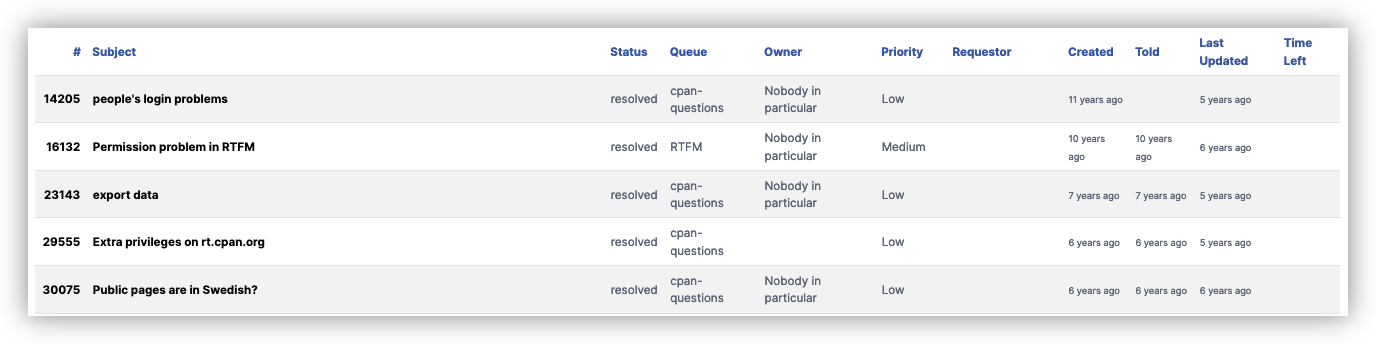 # Subject Status Queue Owner Priority Requestor Created Told Last Updated Time Left
14205 people's login problems resolved cpan-questions Nobody in particular Low 11 years ago 5 years ago
16132 Permission problem in RTFM resolved RTFM Nobody in particular Medium 10 years ago 10 years ago 6 years ago
23143 export data resolved cpan-questions Nobody in particular Low 7 years ago 7 years ago 5 years ago
29555 Extra privileges on rt.cpan.org resolved cpan-questions Low 6 years ago 6 years ago 5 years ago
30075 Public pages are in Swedish? resolved cpan-questions Nobody in particular Low 6 years ago 6 years ago 6 years ago